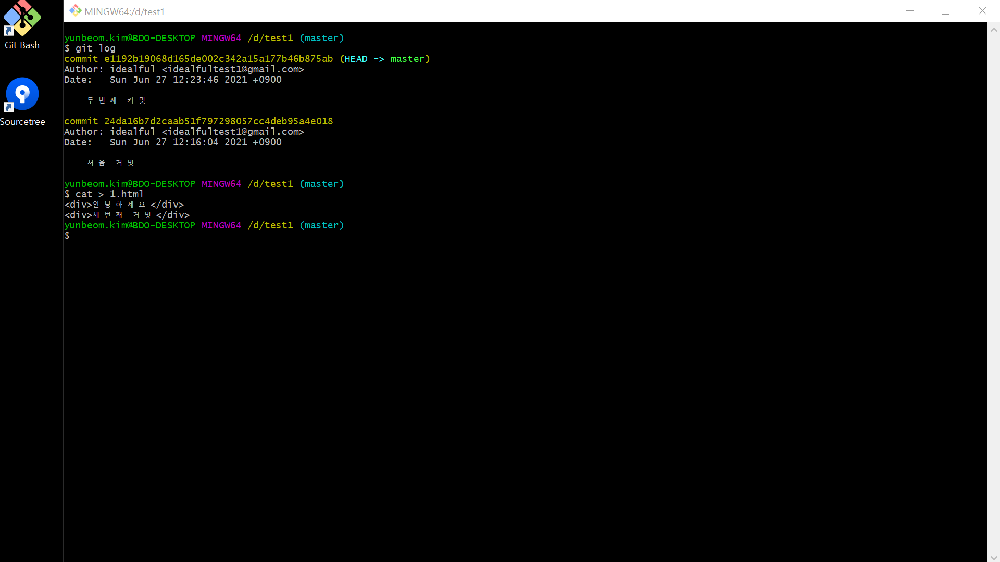 Git Bash
Sourcetree
MINGW64:/d/test1
yunbeom.kim@BDO-DESKTOP MINGW64 /d/test1 (master)
$ git log
commit e1192b19068d165de002c342a15a177b46b875ab (HEAD -> master)
Author: idealful <idealfultest1@gmail.com>
Date:   Sun Jun 27 12:23:46 2021 +0900
두번째 커밋
commit 24da16b7d2caab51f797298057cc4deb95a4e018
Author: idealful <idealfultest1@gmail.com>
Date:   Sun Jun 27 12:16:04 2021 +0900
처음 커밋
yunbeom.kim@BDO-DESKTOP MINGW64 /d/test1 (master)
$ cat > 1.html
<div>안녕하세요</div>
<div>세번째 커밋</div>
yunbeom.kim@BDO-DESKTOP MINGW64 /d/test1 (master)
$